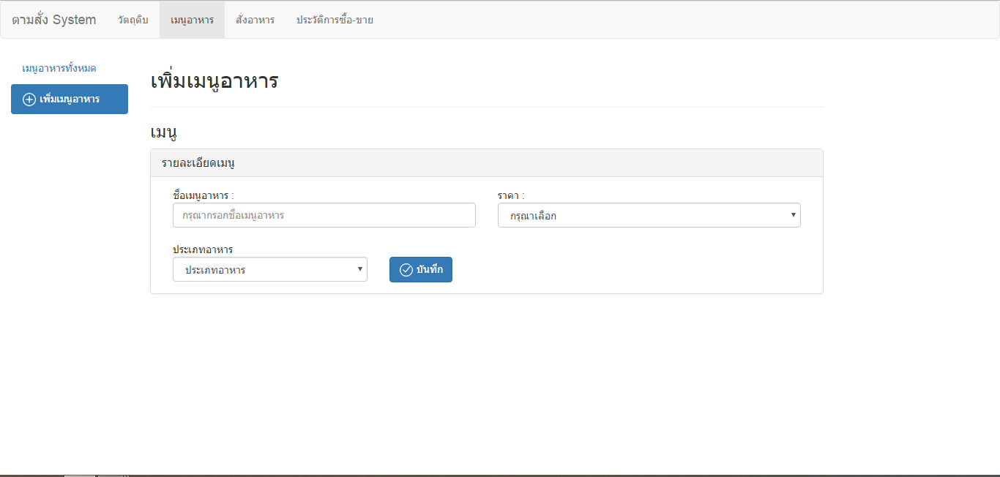 ตามสั่ง System วัตถุดิบ เมนูอาหาร สั่งอาหาร ประวัติการซื้อ-ขาย
เมนูอาหารทั้งหมด
เพิ่มเมนูอาหาร
เพิ่มเมนูอาหาร
เมนู
รายละเอียดเมนู
ชื่อเมนูอาหาร : ราคา :
กรุณากรอกชื่อเมนูอาหาร กรุณาเลือก
ประเภทอาหาร
ประเภทอาหาร บันทึก